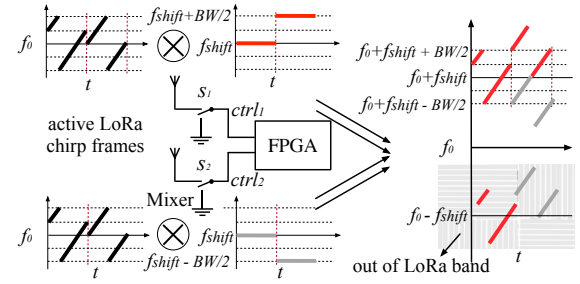 f0
t
fshift+BW/2
fshift
t
f0+fshift + BW/2
f0+fshift
f0+fshift - BW/2
f0
f0 - fshift
t
out of LoRa band
active LoRa
chirp frames
s1
ctrl1
FPGA
s2
ctrl2
Mixer
f0
t
fshift
fshift - BW/2
t